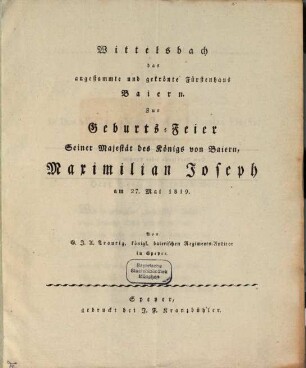 Wittelsbach
das
angestammte und gekrönte Fürstenhaus
Baiern.
Zur
Geburts-Feier
Seiner Majestät des Königs von Baiern,
Maximilian Joseph
am 27. Mai 1819.
Von
G. J. K. königl. baierischen Regiments-Auditor
in Speyer.
Speyer,
gedruckt bei J. F. Kranzbühler.